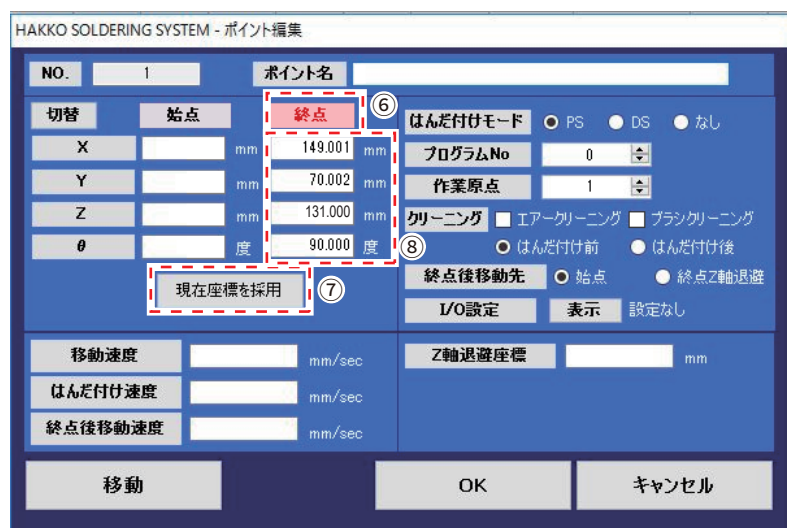 HAKKO SOLDERING SYSTEM - ポイント編集
NO. 1 ポイント名
切替 始点 終点 ⑥
X mm 149.001 mm
Y mm 70.002 mm
Z mm 131.000 mm
θ 度 90.000 度 ⑧
現在座標を採用 ⑦
はんだ付けモード PS DS なし
プログラムNo 0
作業原点 1
クリーニング エアークリーニング ブラシクリーニング
はんだ付け前 はんだ付け後
終点後移動先 始点 終点Z軸退避
I/O設定 表示 設定なし
移動速度 mm/sec
はんだ付け速度 mm/sec
終点後移動速度 mm/sec
Z軸退避座標 mm
移動 OK キャンセル